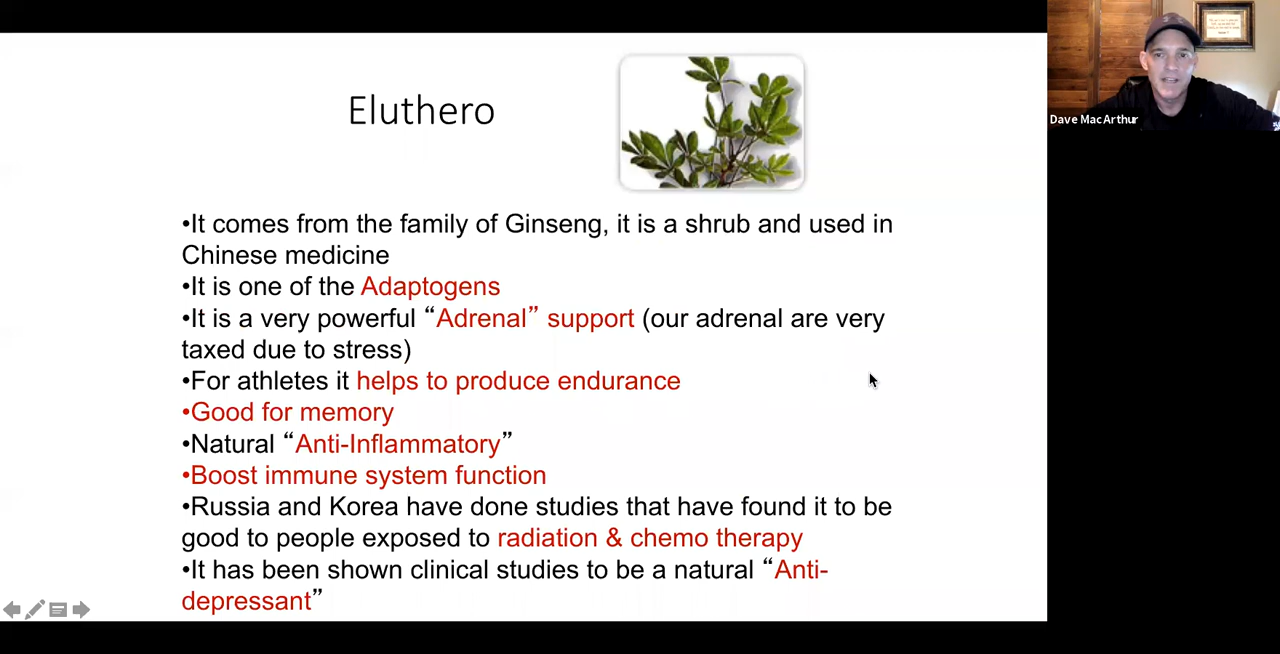 Eluthero
•It comes from the family of Ginseng, it is a shrub and used in
Chinese medicine
•It is one of the Adaptogens
•It is a very powerful “Adrenal” support (our adrenal are very
taxed due to stress)
•For athletes it helps to produce endurance
•Good for memory
•Natural “Anti-Inflammatory”
•Boost immune system function
•Russia and Korea have done studies that have found it to be
good to people exposed to radiation & chemo therapy
•It has been shown clinical studies to be a natural “Anti-
depressant”
Dave MacArthur